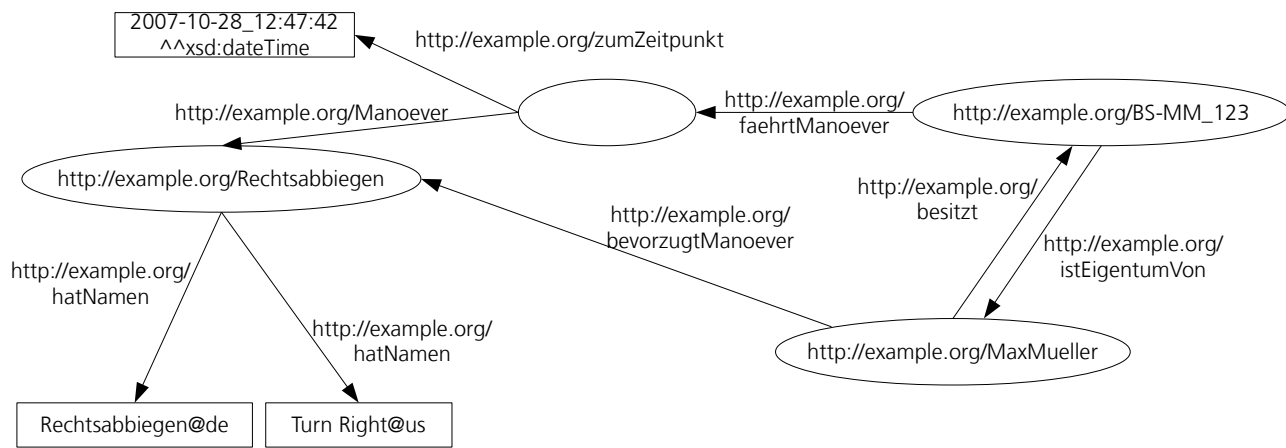 2007-10-28_12:47:42
^^xsd:dateTime
http://example.org/zumZeitpunkt
http://example.org/Manoever
http://example.org/
faehrtManoever
http://example.org/BS-MM_123
http://example.org/Rechtsabbiegen
http://example.org/
besitzt
http://example.org/
bevorzugtManoever
http://example.org/
istEigentumVon
http://example.org/
hatNamen
http://example.org/
hatNamen
http://example.org/MaxMueller
Rechtsabbiegen@de
Turn Right@us